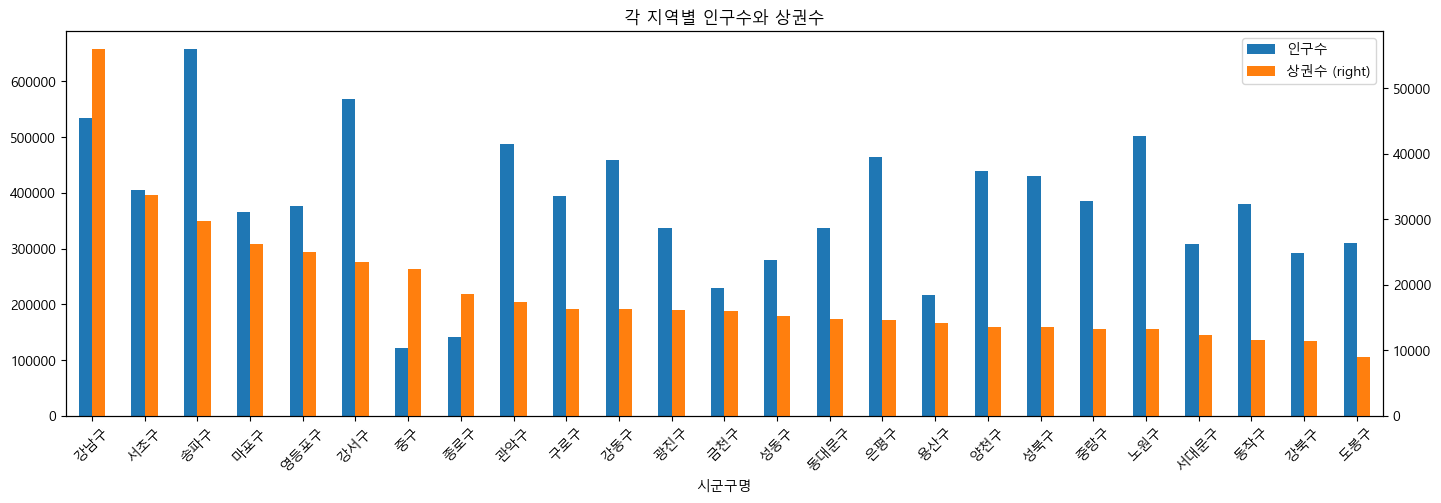 각 지역별 인구수와 상권수
인구수
상권수 (right)
600000
500000
400000
300000
200000
100000
0
50000
40000
30000
20000
10000
0
강남구
서초구
송파구
마포구
영등포구
강서구
중구
종로구
관악구
구로구
강동구
광진구
금천구
성동구
동대문구
은평구
용산구
양천구
성북구
중랑구
노원구
서대문구
동작구
강북구
도봉구
시군구명